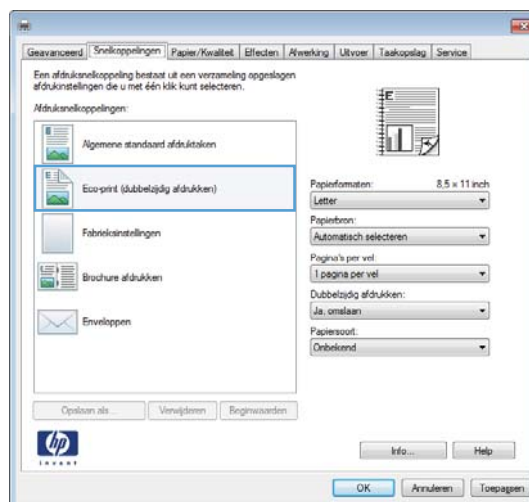 Geavanceerd Snelkoppelingen Papier/Kwaliteit Effecten Afwerking Uitvoer Taakopslag Service
Een afdruksnelkoppeling bestaat uit een verzameling opgeslagen
afdrukinstellingen die u met één klik kunt selecteren.
Afdruksnelkoppelingen:
Algemene standaard afdruktaken
Eco-print (dubbelzijdig afdrukken)
Fabrieksinstellingen
Brochure afdrukken
Enveloppen
Opslaan als...
Verwijderen
Beginwaarden
E
Papierformaten: 8,5 × 11 inch
Letter
Papierbron:
Automatisch selecteren
Pagina's per vel
1 pagina per vel
Dubbelzijdig afdrukken:
Ja, omslaan
Papiersoort:
Onbekend
hp
invent
Info...
Help
OK
Annuleren
Toepassen